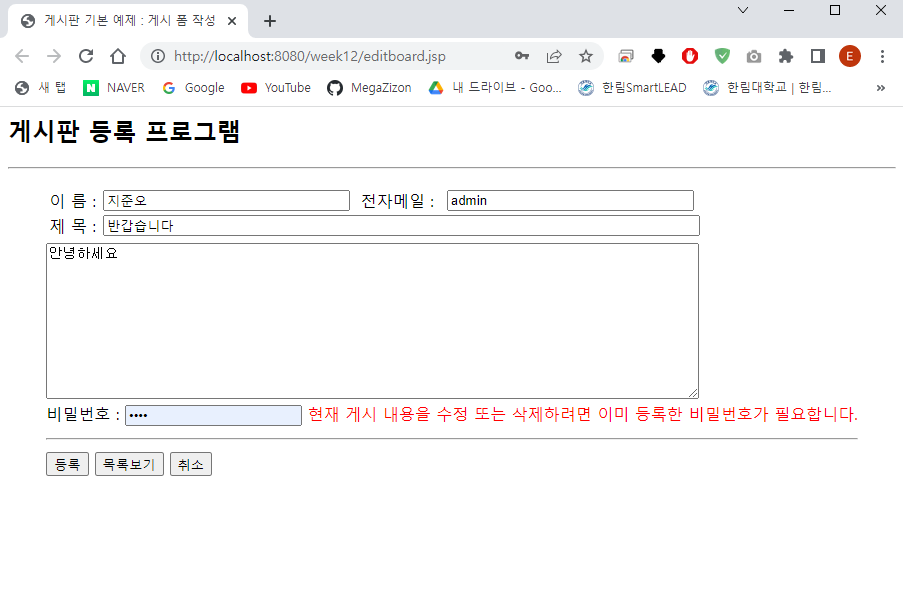 게시판 기본 예제 : 게시 폼 작성
http://localhost:8080/week12/editboard.jsp
E
새 탭 NAVER Google YouTube MegaZizon 내 드라이브 - Goo... 한림SmartLEAD 한림대학교 | 한림... »
게시판 등록 프로그램
이 름 : 지준오 전자메일 : admin
제 목 : 반갑습니다
안녕하세요
비밀번호 : •••• 현재 게시 내용을 수정 또는 삭제하려면 이미 등록한 비밀번호가 필요합니다.
등록 목록보기 취소